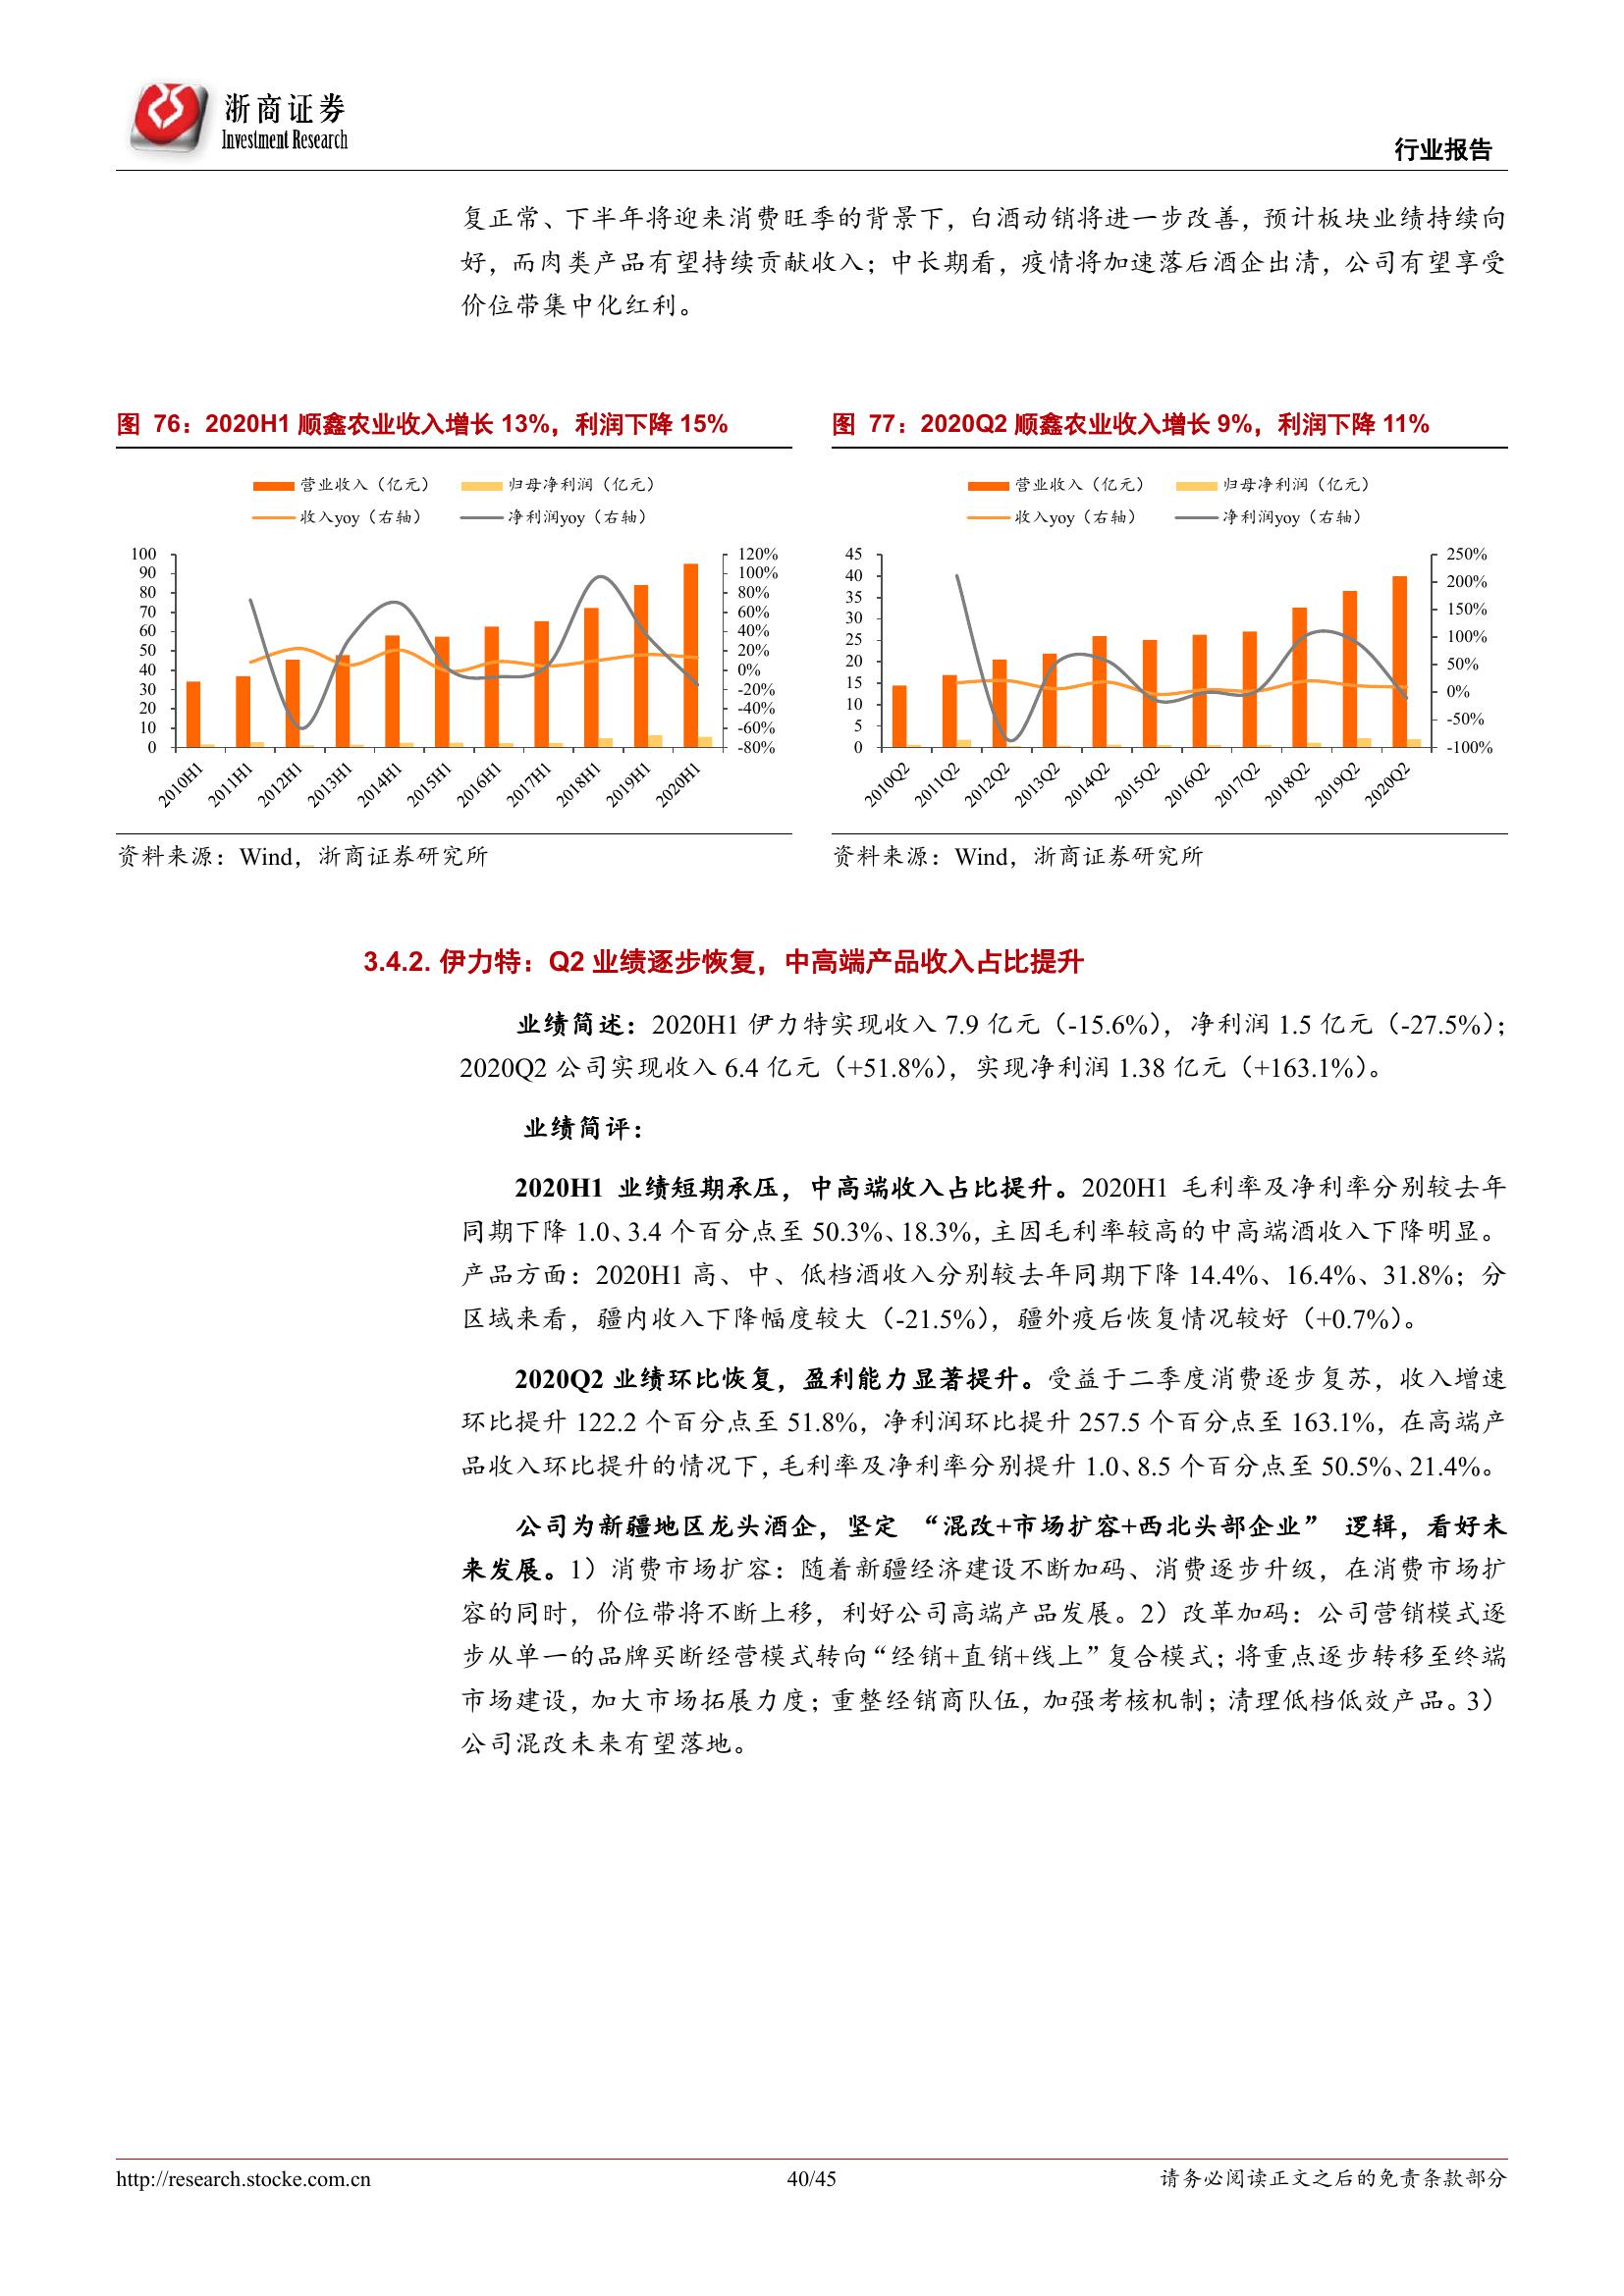 浙商证券
Investment Research
行业报告
复正常、下半年将迎来消费旺季的背景下，白酒动销将进一步改善，预计板块业绩持续向
好，而肉类产品有望持续贡献收入；中长期看，疫情将加速落后酒企出清，公司有望享受
价位带集中化红利。
图 76：2020H1 顺鑫农业收入增长 13%，利润下降 15%
营业收入（亿元）
归母净利润（亿元）
收入yoy（右轴）
净利润yoy（右轴）
100
90
80
70
60
50
40
30
20
10
0
120%
100%
80%
60%
40%
20%
0%
-20%
-40%
-60%
-80%
2010H1
2011H1
2012H1
2013H1
2014H1
2015H1
2016H1
2017H1
2018H1
2019H1
2020H1
资料来源：Wind，浙商证券研究所
图 77：2020Q2 顺鑫农业收入增长 9%，利润下降 11%
营业收入（亿元）
归母净利润（亿元）
收入yoy（右轴）
净利润yoy（右轴）
45
40
35
30
25
20
15
10
5
0
250%
200%
150%
100%
50%
0%
-50%
-100%
2010Q2
2011Q2
2012Q2
2013Q2
2014Q2
2015Q2
2016Q2
2017Q2
2018Q2
2019Q2
2020Q2
资料来源：Wind，浙商证券研究所
3.4.2. 伊力特：Q2 业绩逐步恢复，中高端产品收入占比提升
业绩简述：2020H1 伊力特实现收入 7.9 亿元（-15.6%），净利润 1.5 亿元（-27.5%）；
2020Q2 公司实现收入 6.4 亿元（+51.8%），实现净利润 1.38 亿元（+163.1%）。
业绩简评：
2020H1 业绩短期承压，中高端收入占比提升。2020H1 毛利率及净利率分别较去年
同期下降 1.0、3.4 个百分点至 50.3%、18.3%，主因毛利率较高的中高端酒收入下降明显。
产品方面：2020H1 高、中、低档酒收入分别较去年同期下降 14.4%、16.4%、31.8%；分
区域来看，疆内收入下降幅度较大（-21.5%），疆外疫后恢复情况较好（+0.7%）。
2020Q2 业绩环比恢复，盈利能力显著提升。受益于二季度消费逐步复苏，收入增速
环比提升 122.2 个百分点至 51.8%，净利润环比提升 257.5 个百分点至 163.1%，在高端产
品收入环比提升的情况下，毛利率及净利率分别提升 1.0、8.5 个百分点至 50.5%、21.4%。
公司为新疆地区龙头酒企，坚定 “混改+市场扩容+西北头部企业” 逻辑，看好未
来发展。1）消费市场扩容：随着新疆经济建设不断加码、消费逐步升级，在消费市场扩
容的同时，价位带将不断上移，利好公司高端产品发展。2）改革加码：公司营销模式逐
步从单一的品牌买断经营模式转向“经销+直销+线上”复合模式；将重点逐步转移至终端
市场建设，加大市场拓展力度；重整经销商队伍，加强考核机制；清理低档低效产品。3）
公司混改未来有望落地。
http://research.stocke.com.cn
40/45
请务必阅读正文之后的免责条款部分